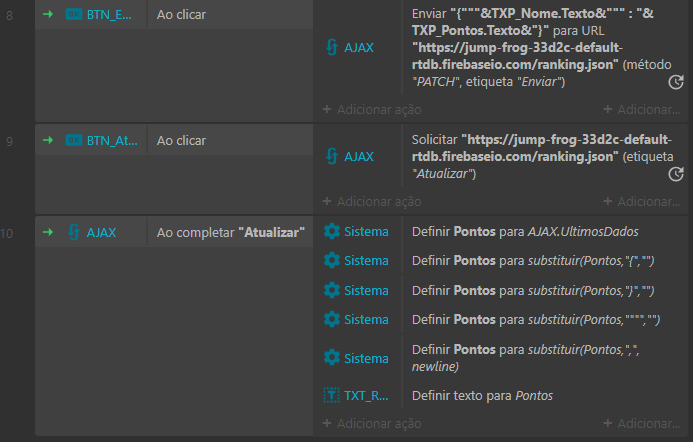 8
BTN_E...
Ao clicar
AJAX
Enviar "{"""&TXP_Nome.Texto&""" : "&
TXP_Pontos.Texto&"}" para URL
"https://jump-frog-33d2c-default-
rtdb.firebaseio.com/ranking.json" (método
"PATCH", etiqueta "Enviar")
+ Adicionar ação
+ Adicionar...
9
BTN_At...
Ao clicar
AJAX
Solicitar "https://jump-frog-33d2c-default-
rtdb.firebaseio.com/ranking.json" (etiqueta
"Atualizar")
+ Adicionar ação
+ Adicionar...
10
AJAX
Ao completar "Atualizar"
Sistema
Definir Pontos para AJAX.UltimosDados
Sistema
Definir Pontos para substituir(Pontos,"{","")
Sistema
Definir Pontos para substituir(Pontos,"}","")
Sistema
Definir Pontos para substituir(Pontos,"""","")
Sistema
Definir Pontos para substituir(Pontos,",",
newline)
TXT_R...
Definir texto para Pontos
+ Adicionar ação
+ Adicionar...